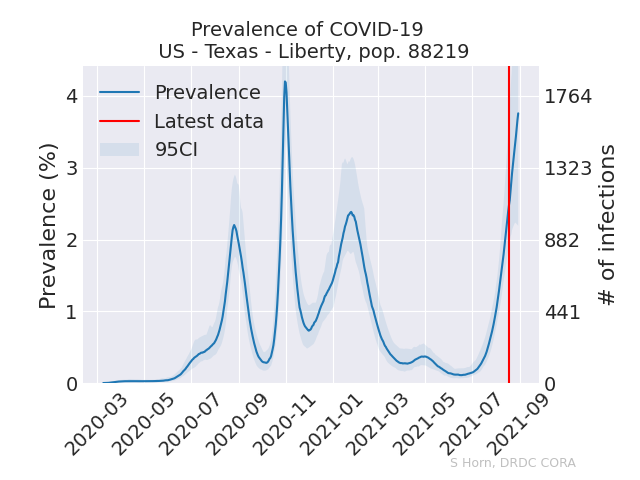 Prevalence of COVID-19
US - Texas - Liberty, pop. 88219
Prevalence
Latest data
95CI
Prevalence (%)
4
3
2
1
0
1764
1323
882
441
0
# of infections
2020-03
2020-05
2020-07
2020-09
2020-11
2021-01
2021-03
2021-05
2021-07
2021-09
S Horn, DRDC CORA